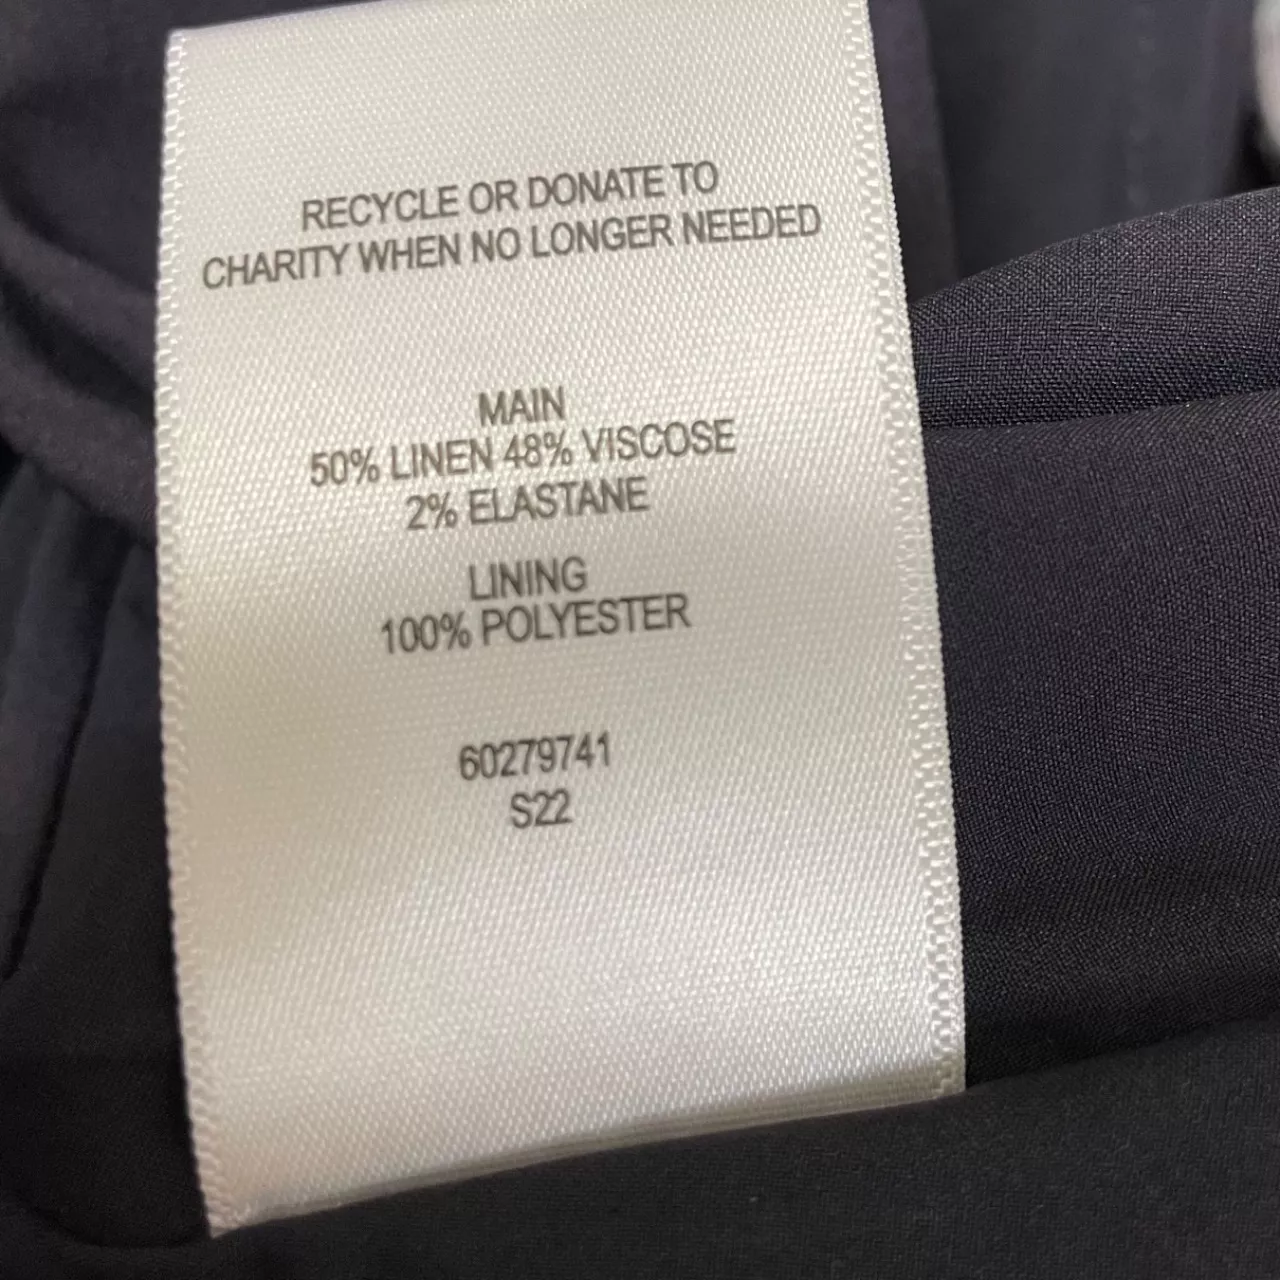 RECYCLE OR DONATE TO
CHARITY WHEN NO LONGER NEEDED
MAIN
50% LINEN 48% VISCOSE
2% ELASTANE
LINING
100% POLYESTER
60279741
S22